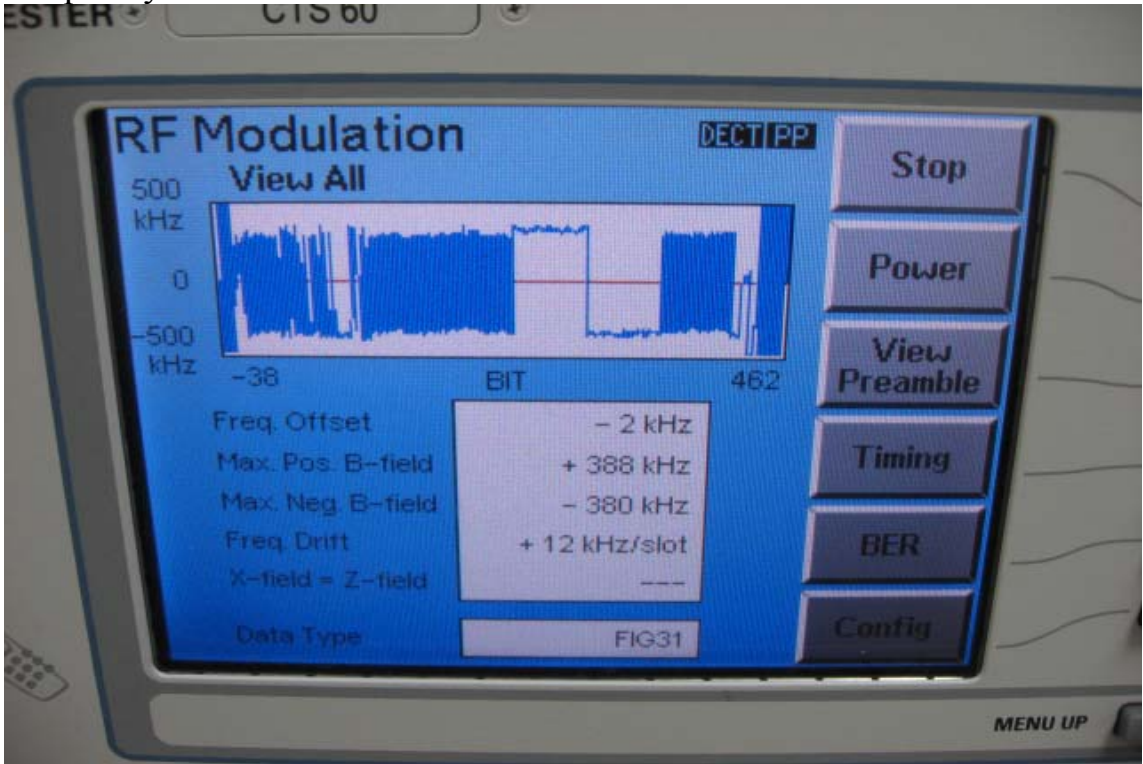 ESTER
CTS 60
RF Modulation
DECT PP
View All
500
kHz
0
-500
kHz
-38
BIT
462
Freq. Offset
- 2 kHz
Max. Pos. B-field
+ 388 kHz
Max. Neg. B-field
- 380 kHz
Freq. Drift
+ 12 kHz/slot
X-field = Z-field
---
Data Type
FIG31
Stop
Power
View
Preamble
Timing
BER
Config
MENU UP